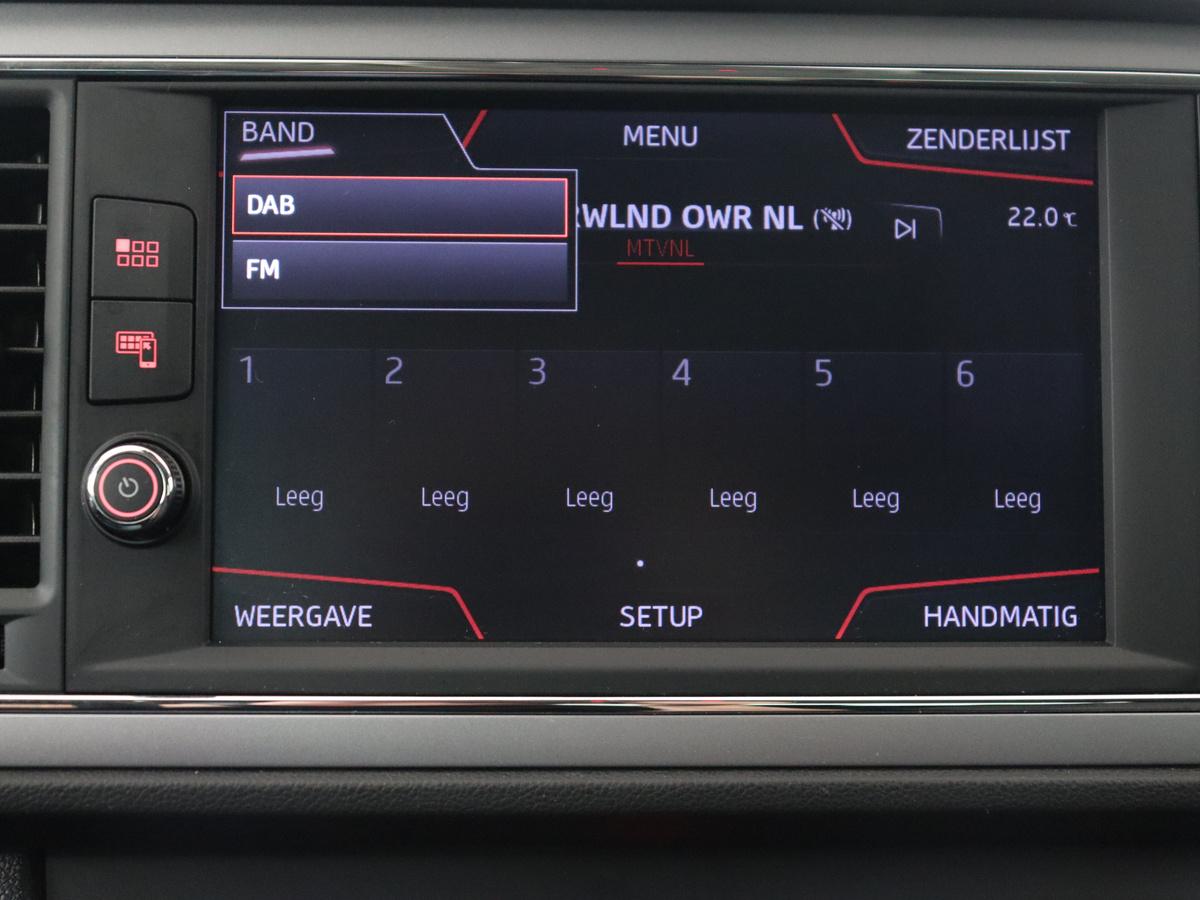 BAND MENU ZENDERLIJST
DAB
RWLND OWR NL 22.0 °C
MTVNL
FM
1 2 3 4 5 6
Leeg Leeg Leeg Leeg Leeg Leeg
WEERGAVE SETUP HANDMATIG